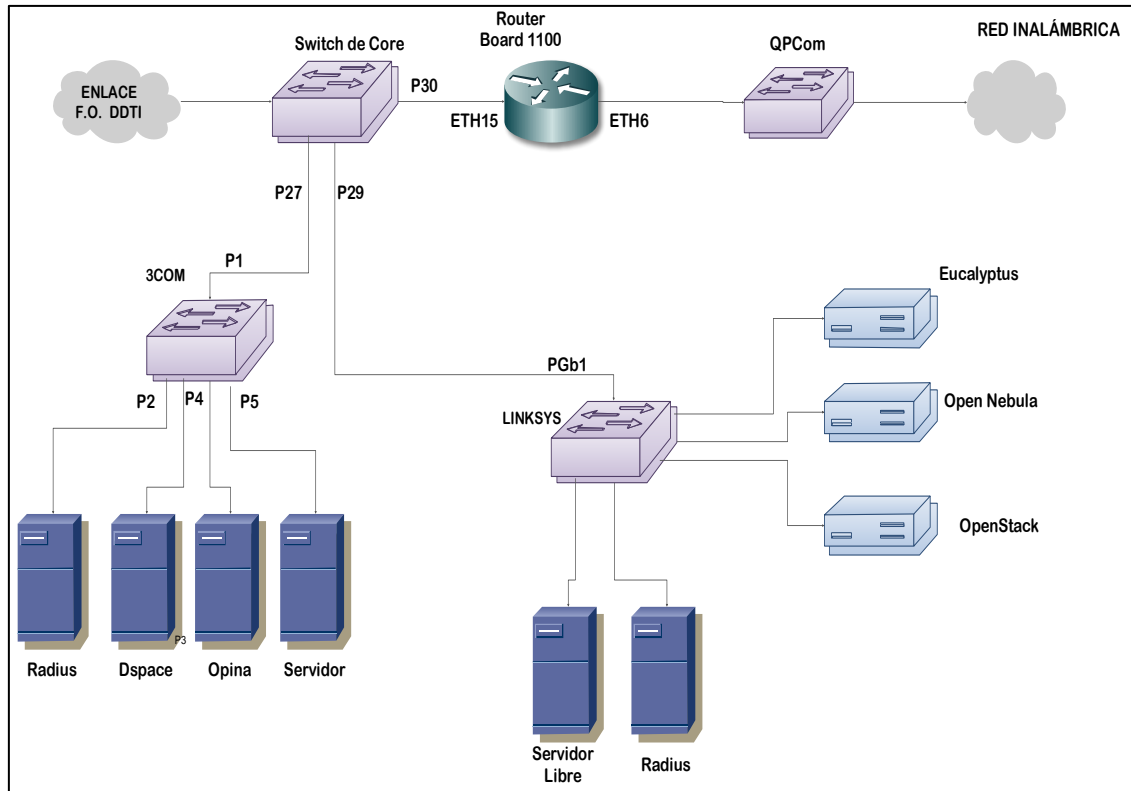 Router
Board 1100
Switch de Core
QPCom
RED INALÁMBRICA
ENLACE
F.O. DDTI
P30
ETH15
ETH6
P27
P29
P1
3COM
Eucalyptus
PGb1
P2
P4
P5
LINKSYS
Open Nebula
OpenStack
P3
Radius
Dspace
Opina
Servidor
Servidor
Libre
Radius